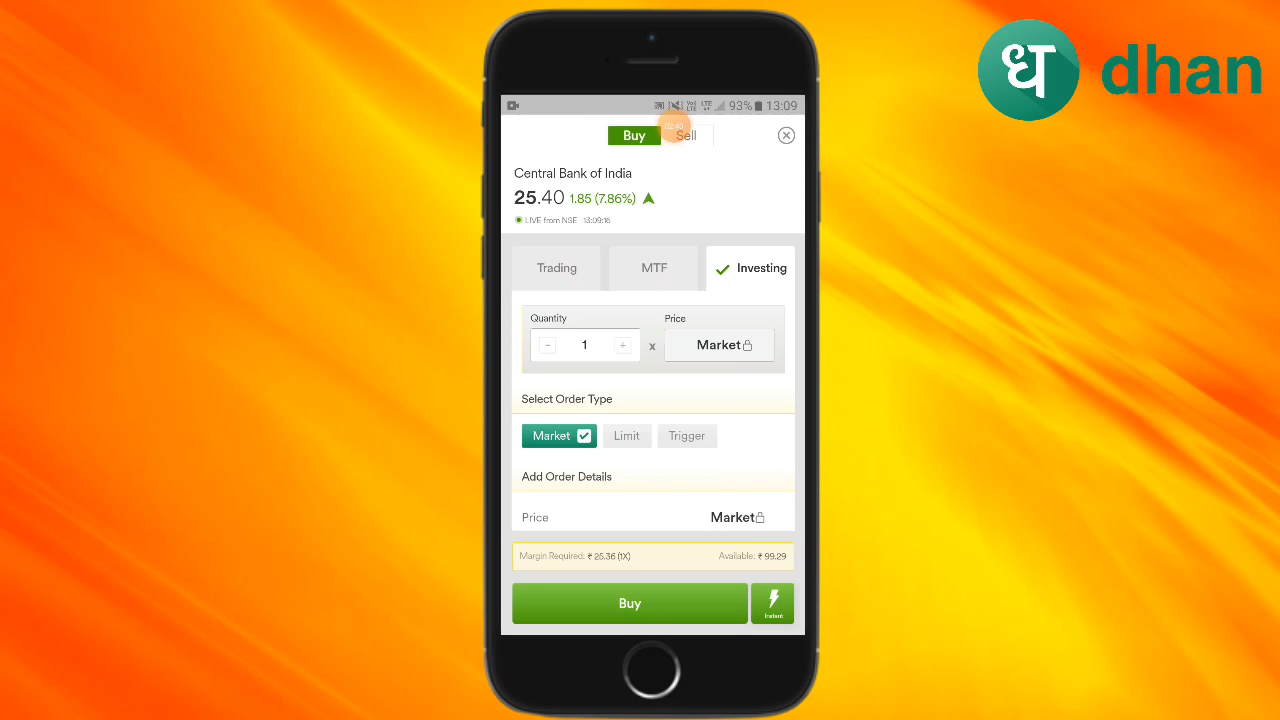 ध dhan
93% 13:09
02:40
Buy Sell
Central Bank of India
25.40 1.85 (7.86%)
LIVE from NSE 13:09:16
Trading MTF Investing
Quantity Price
- 1 + x Market
Select Order Type
Market Limit Trigger
Add Order Details
Price Market
Margin Required: ₹ 25.36 (1X) Available: ₹ 99.29
Buy
Instant